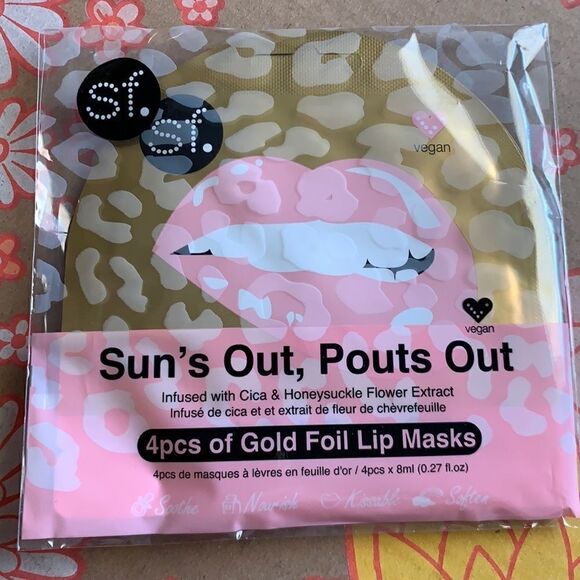 sf.
sf.
vegan
vegan
Sun's Out, Pouts Out
Infused with Cica & Honeysuckle Flower Extract
Infusé de cica et et extrait de fleur de chèvrefeuille
4pcs of Gold Foil Lip Masks
4pcs de masques à lèvres en feuille d'or / 4pcs x 8ml (0.27 fl.oz)
Soothe Nourish Kissable Soften